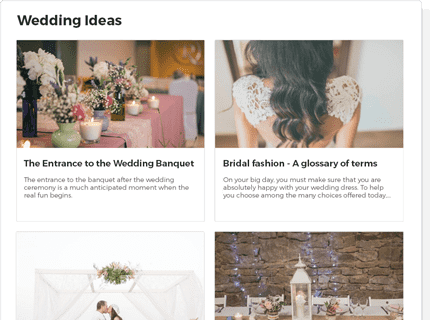 Wedding Ideas
The Entrance to the Wedding Banquet
The entrance to the banquet after the wedding
ceremony is a much anticipated moment when the
real fun begins.
Bridal fashion - A glossary of terms
On your big day, you must make sure that you are
absolutely happy with your wedding dress. To help
you choose among the many choices offered today,...